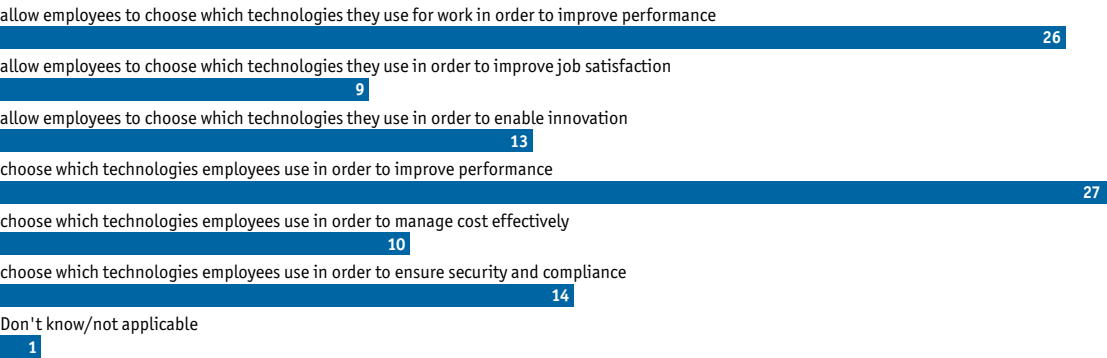 allow employees to choose which technologies they use for work in order to improve performance
26
allow employees to choose which technologies they use in order to improve job satisfaction
9
allow employees to choose which technologies they use in order to enable innovation
13
choose which technologies employees use in order to improve performance
27
choose which technologies employees use in order to manage cost effectively
10
choose which technologies employees use in order to ensure security and compliance
14
Don't know/not applicable
1